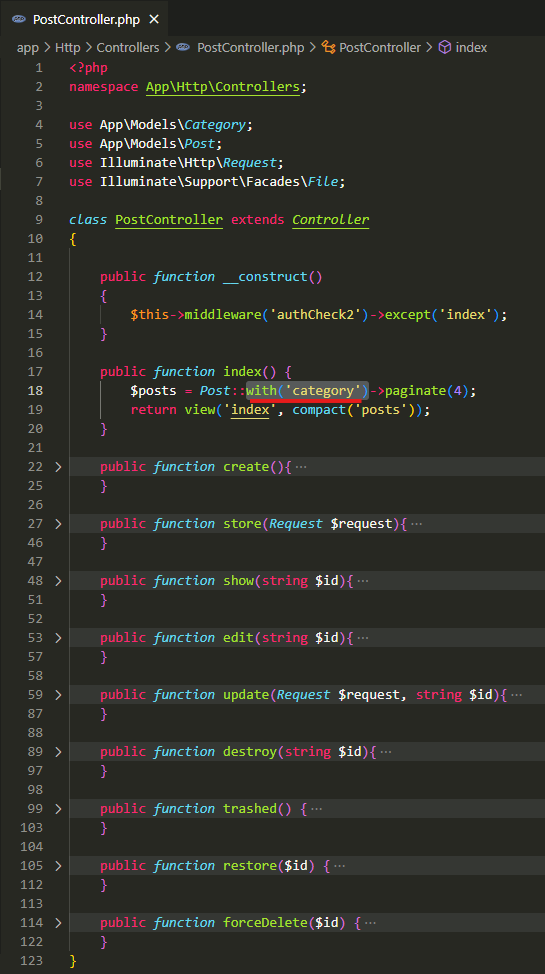 PostController.php ×
app > Http > Controllers > PostController.php > PostController > index
1 <?php
2 namespace App\Http\Controllers;
3
4 use App\Models\Category;
5 use App\Models\Post;
6 use Illuminate\Http\Request;
7 use Illuminate\Support\Facades\File;
8
9 class PostController extends Controller
10 {
11
12 public function __construct()
13 {
14 $this->middleware('authCheck2')->except('index');
15 }
16
17 public function index() {
18 $posts = Post::with('category')->paginate(4);
19 return view('index', compact('posts'));
20 }
21
22 > public function create(){ ···
25 }
26
27 > public function store(Request $request){ ···
46 }
47
48 > public function show(string $id){ ···
51 }
52
53 > public function edit(string $id){ ···
57 }
58
59 > public function update(Request $request, string $id){ ···
87 }
88
89 > public function destroy(string $id){ ···
97 }
98
99 > public function trashed() { ···
103 }
104
105 > public function restore($id) { ···
112 }
113
114 > public function forceDelete($id) { ···
122 }
123 }